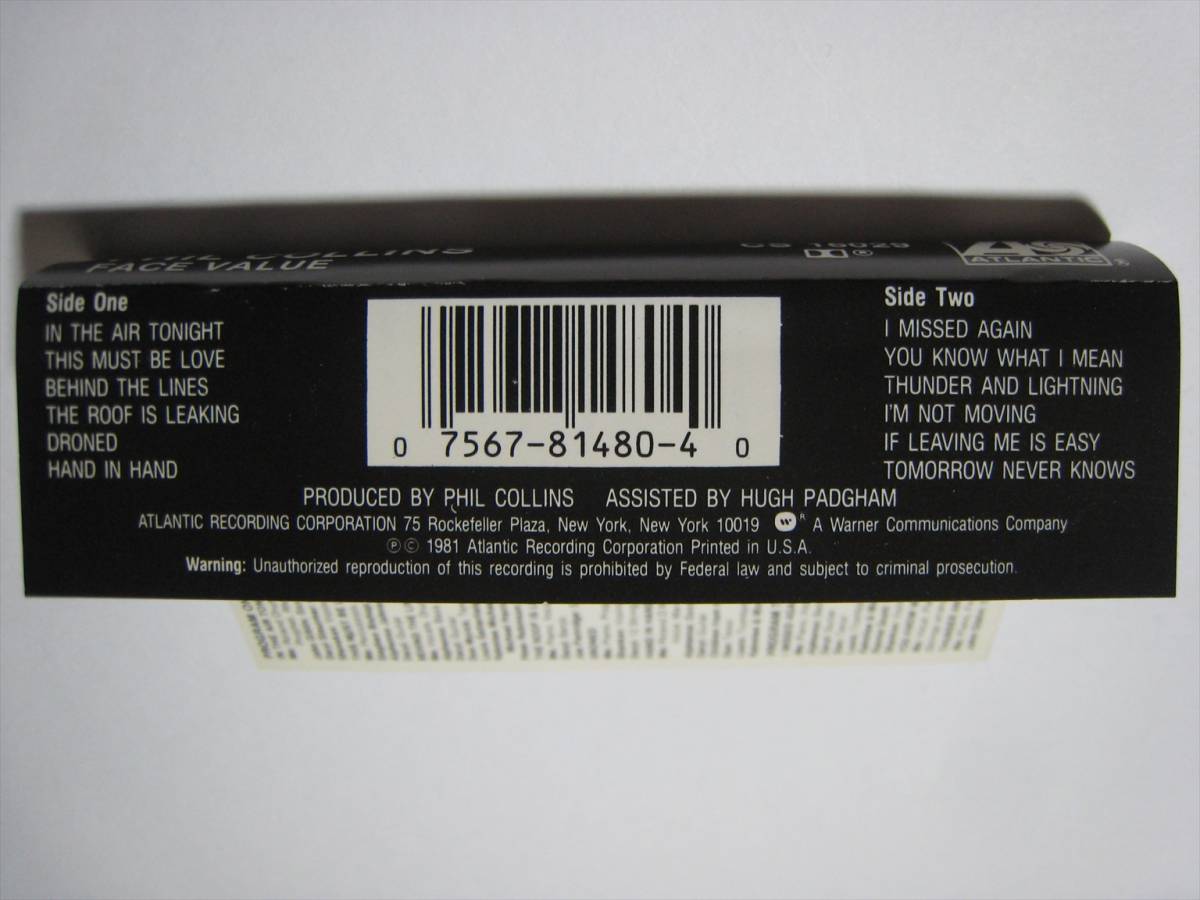 COLLINS CS 16029
FACE VALUE
ATLANTIC ®
Side One
IN THE AIR TONIGHT
THIS MUST BE LOVE
BEHIND THE LINES
THE ROOF IS LEAKING
DRONED
HAND IN HAND
0 7567-81480-4 0
Side Two
I MISSED AGAIN
YOU KNOW WHAT I MEAN
THUNDER AND LIGHTNING
I'M NOT MOVING
IF LEAVING ME IS EASY
TOMORROW NEVER KNOWS
PRODUCED BY PHIL COLLINS ASSISTED BY HUGH PADGHAM
ATLANTIC RECORDING CORPORATION 75 Rockefeller Plaza, New York, New York 10019 ® A Warner Communications Company
℗ © 1981 Atlantic Recording Corporation Printed in U.S.A.
Warning: Unauthorized reproduction of this recording is prohibited by Federal law and subject to criminal prosecution.